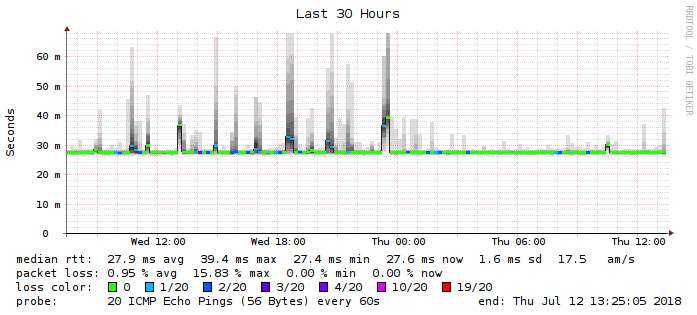 Last 30 Hours
RRDTOOL / TOBI OETIKER
Seconds
60 m
50 m
40 m
30 m
20 m
10 m
0
Wed 12:00 Wed 18:00 Thu 00:00 Thu 06:00 Thu 12:00
median rtt: 27.9 ms avg 39.4 ms max 27.4 ms min 27.6 ms now 1.6 ms sd 17.5 am/s
packet loss: 0.95 % avg 15.83 % max 0.00 % min 0.00 % now
loss color: 0 1/20 2/20 3/20 4/20 10/20 19/20
probe: 20 ICMP Echo Pings (56 Bytes) every 60s end: Thu Jul 12 13:25:05 2018